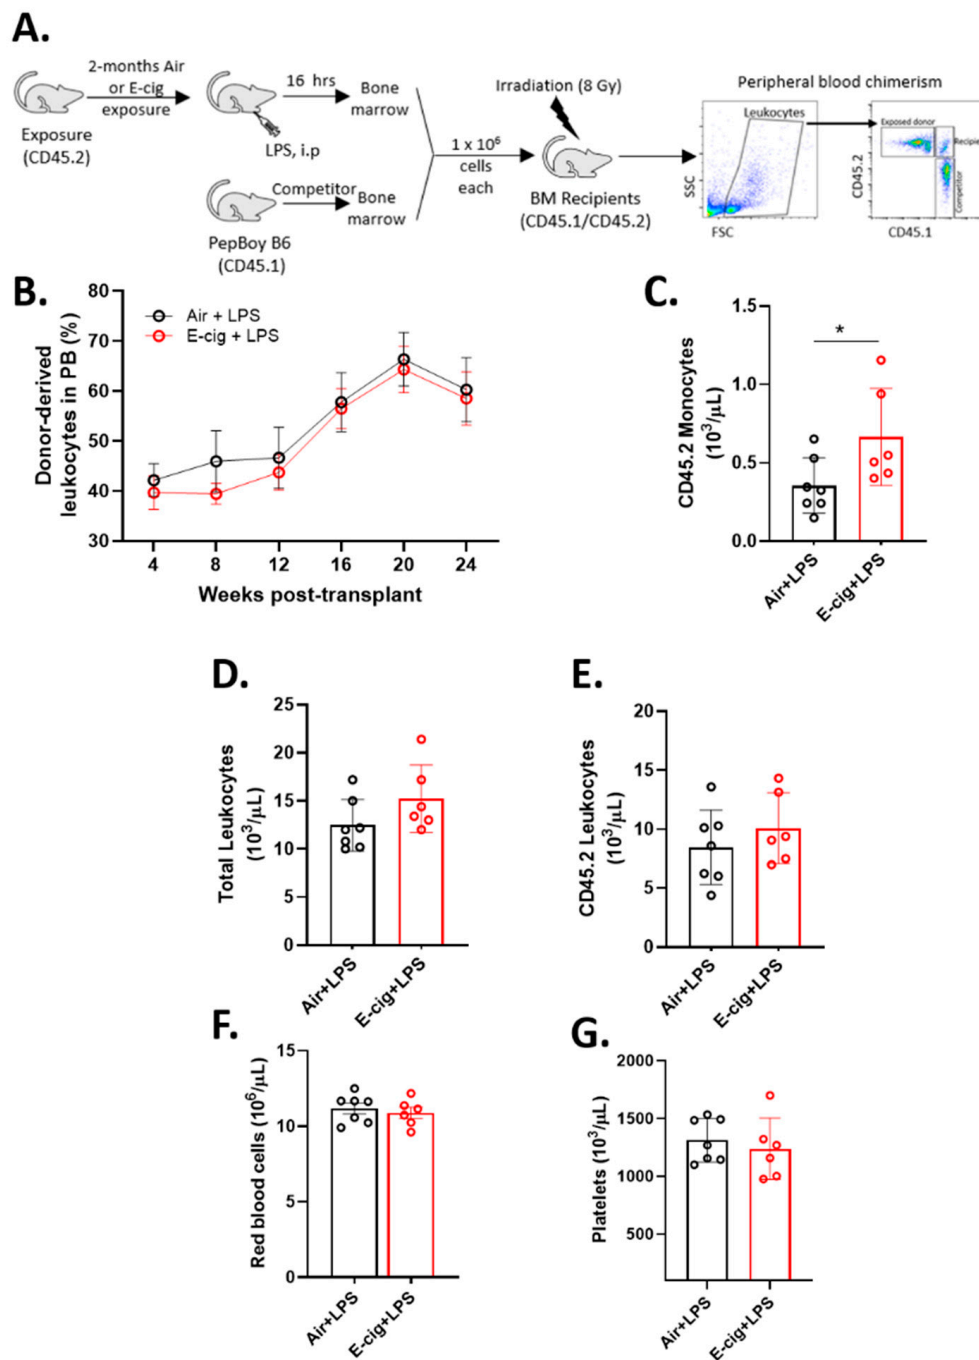 A.
2-months Air
or E-cig
exposure
Exposure
(CD45.2)
16 hrs
LPS, i.p
Bone
marrow
Competitor
Bone
marrow
PepBoy B6
(CD45.1)
1 x 10⁶
cells
each
Irradiation (8 Gy)
BM Recipients
(CD45.1/CD45.2)
Peripheral blood chimerism
Leukocytes
SSC
FSC
Exposed donor
Recipie
Competitor
CD45.2
CD45.1
B.
Donor-derived
leukocytes in PB (%)
80
70
60
50
40
30
Air + LPS
E-cig + LPS
4 8 12 16 20 24
Weeks post-transplant
C.
CD45.2 Monocytes
(10³/μL)
1.5
1.0
0.5
0.0
*
Air+LPS
E-cig+LPS
D.
Total Leukocytes
(10³/μL)
25
20
15
10
5
0
Air+LPS
E-cig+LPS
E.
CD45.2 Leukocytes
(10³/μL)
20
15
10
5
0
Air+LPS
E-cig+LPS
F.
Red blood cells (10⁶/μL)
15
10
5
0
Air+LPS
E-cig+LPS
G.
Platelets (10³/μL)
2000
1500
1000
500
Air+LPS
E-cig+LPS